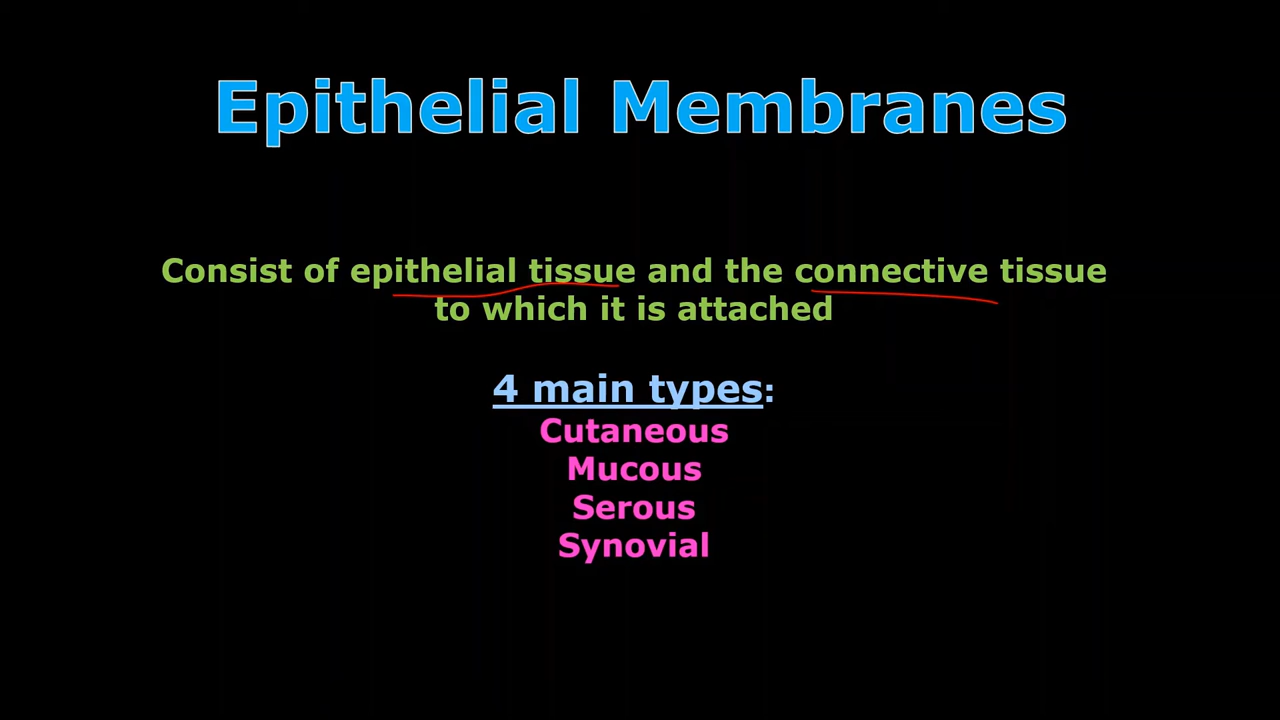 Epithelial Membranes
Consist of epithelial tissue and the connective tissue
to which it is attached
4 main types:
Cutaneous
Mucous
Serous
Synovial